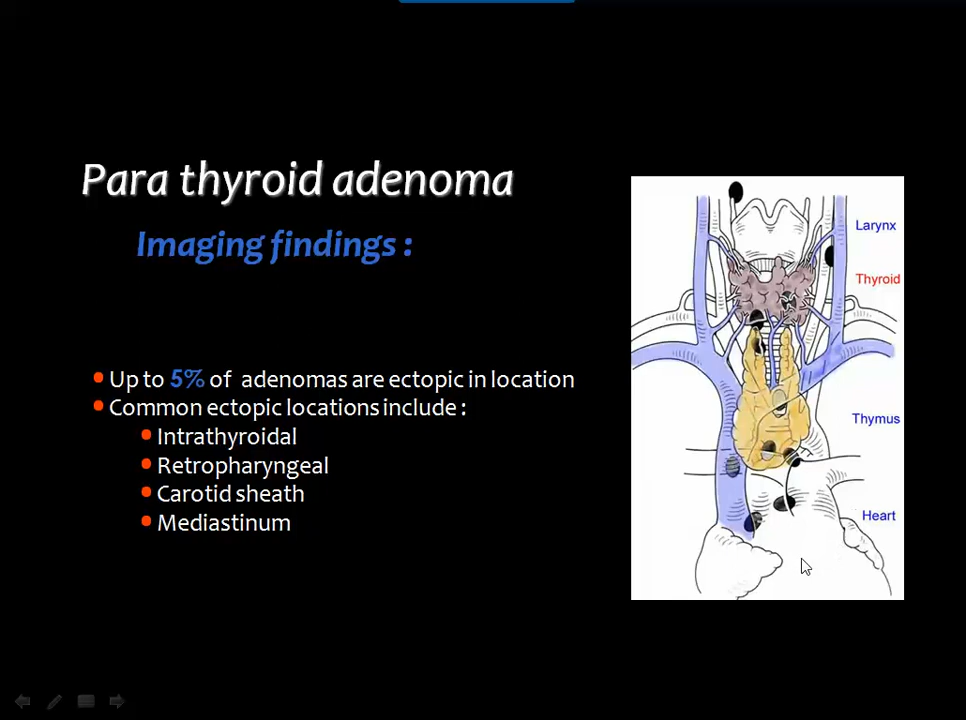 Para thyroid adenoma
Imaging findings :
Up to 5% of adenomas are ectopic in location
Common ectopic locations include :
Intrathyroidal
Retropharyngeal
Carotid sheath
Mediastinum
Larynx
Thyroid
Thymus
Heart